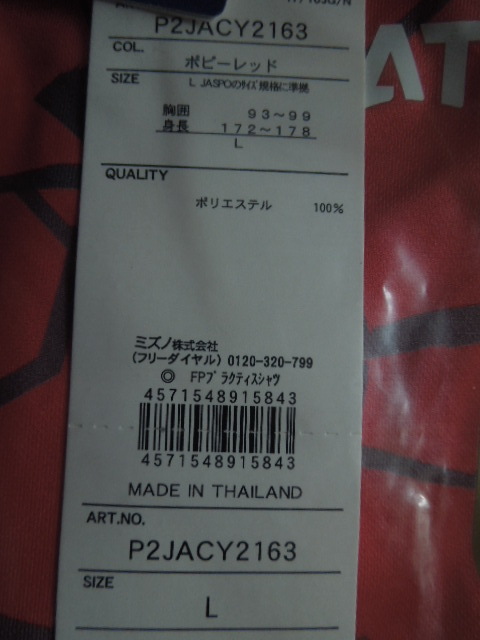 P2JACY2163
COL.
ポピーレッド
SIZE
L JASPOのサイズ規格に準拠
胸囲 93～99
身長 172～178
L
QUALITY
ポリエステル 100%
ミズノ株式会社
(フリーダイヤル) 0120-320-799
◎ FPプラクティスシャツ
4571548915843
4571548915843
MADE IN THAILAND
ART.NO.
P2JACY2163
SIZE
L
AT